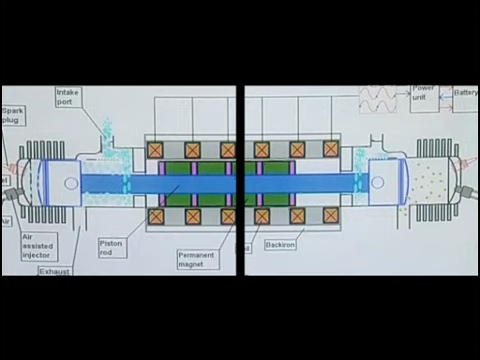 Intake
port
Power
unit
Battery
Spark
plug
Air
Air
assisted
injector
Exhaust
Piston
rod
Permanent
magnet
Backiron